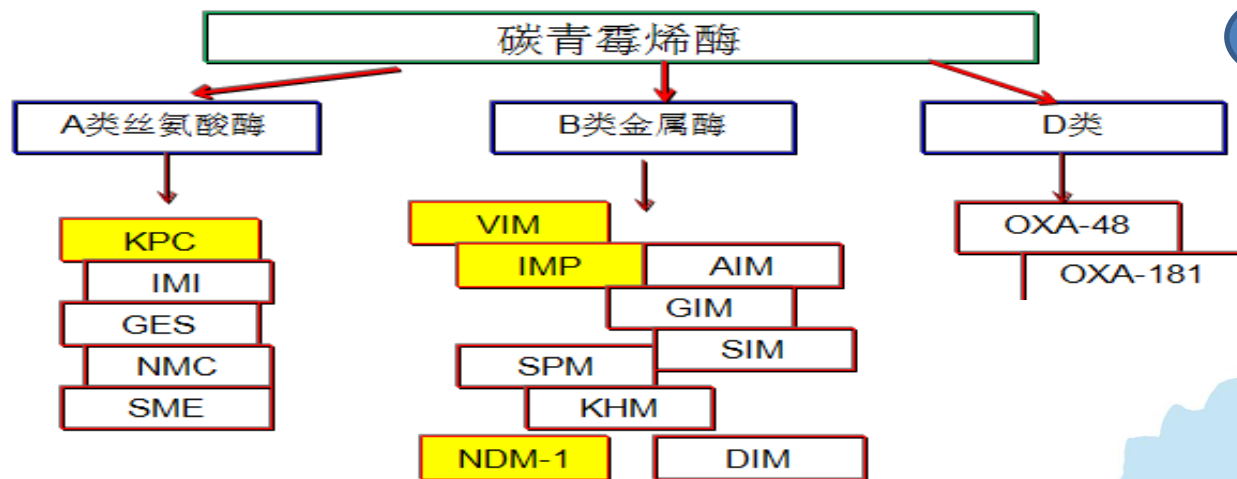 碳青霉烯酶
A类丝氨酸酶
B类金属酶
D类
KPC
IMI
GES
NMC
SME
VIM
IMP
AIM
GIM
SIM
SPM
KHM
NDM-1
DIM
OXA-48
OXA-181